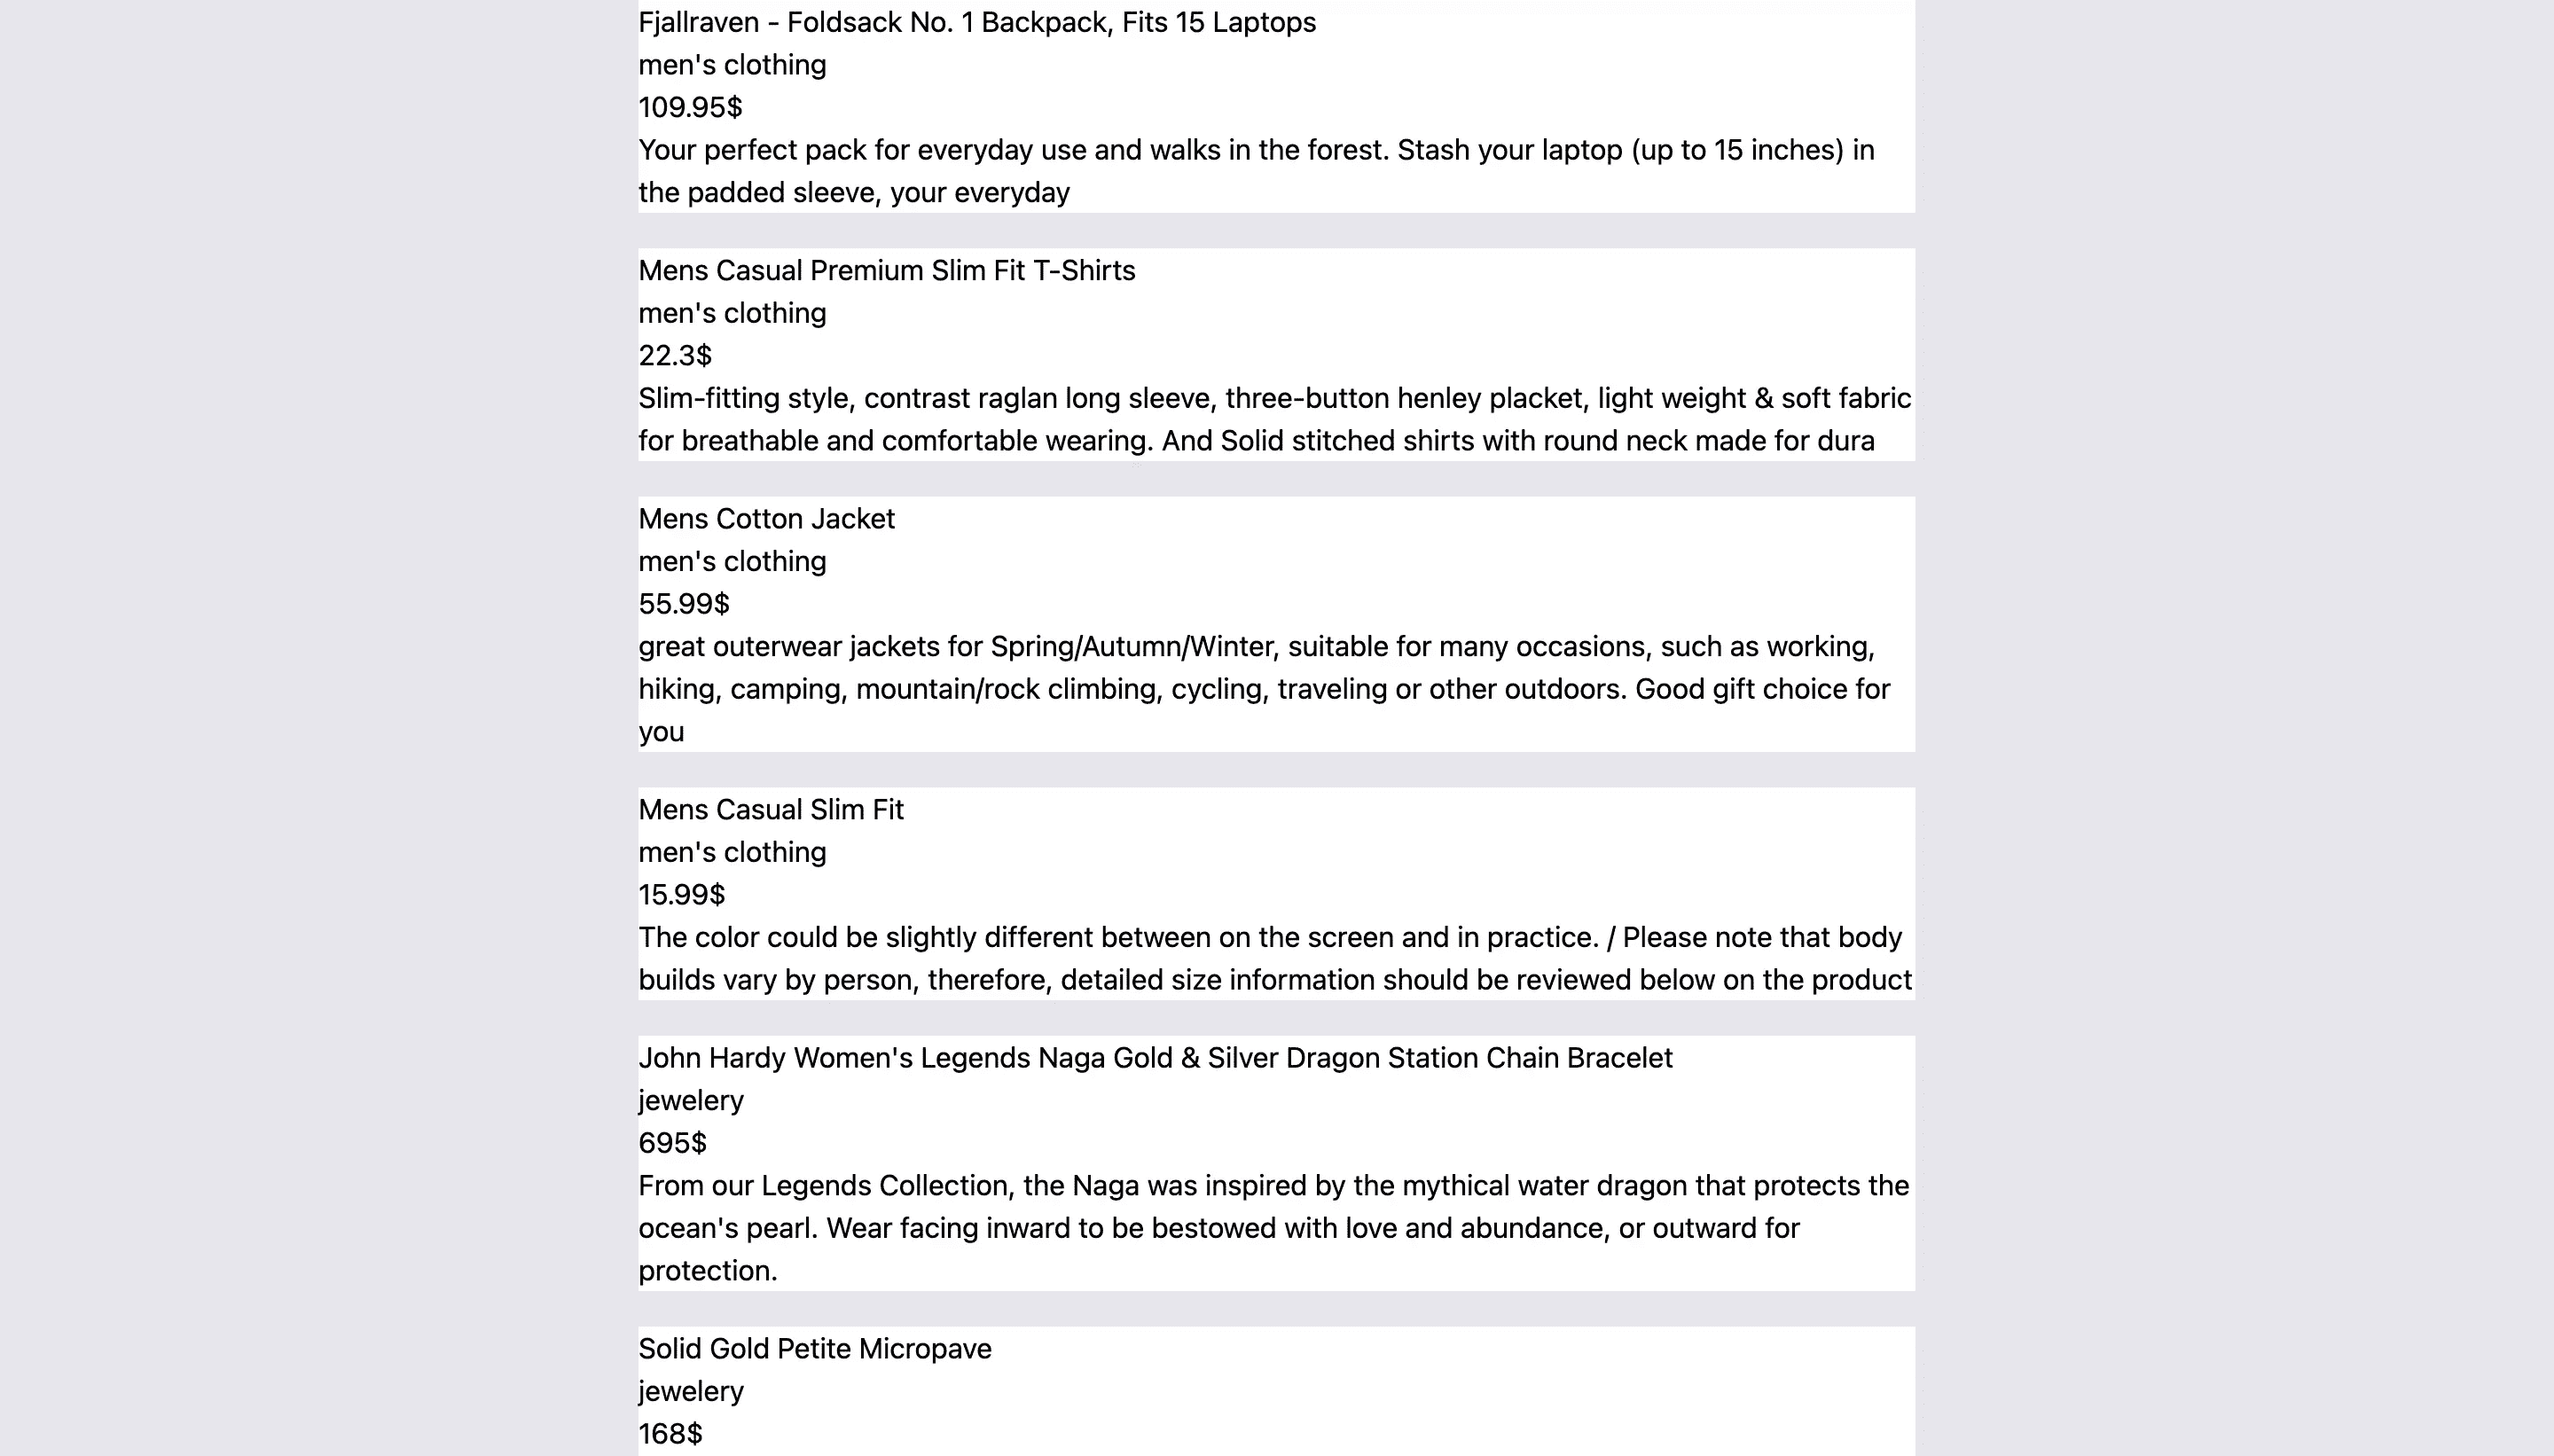 Fjallraven - Foldsack No. 1 Backpack, Fits 15 Laptops
men's clothing
109.95$
Your perfect pack for everyday use and walks in the forest. Stash your laptop (up to 15 inches) in
the padded sleeve, your everyday
Mens Casual Premium Slim Fit T-Shirts
men's clothing
22.3$
Slim-fitting style, contrast raglan long sleeve, three-button henley placket, light weight & soft fabric
for breathable and comfortable wearing. And Solid stitched shirts with round neck made for dura
Mens Cotton Jacket
men's clothing
55.99$
great outerwear jackets for Spring/Autumn/Winter, suitable for many occasions, such as working,
hiking, camping, mountain/rock climbing, cycling, traveling or other outdoors. Good gift choice for
you
Mens Casual Slim Fit
men's clothing
15.99$
The color could be slightly different between on the screen and in practice. / Please note that body
builds vary by person, therefore, detailed size information should be reviewed below on the product
John Hardy Women's Legends Naga Gold & Silver Dragon Station Chain Bracelet
jewelery
695$
From our Legends Collection, the Naga was inspired by the mythical water dragon that protects the
ocean's pearl. Wear facing inward to be bestowed with love and abundance, or outward for
protection.
Solid Gold Petite Micropave
jewelery
168$